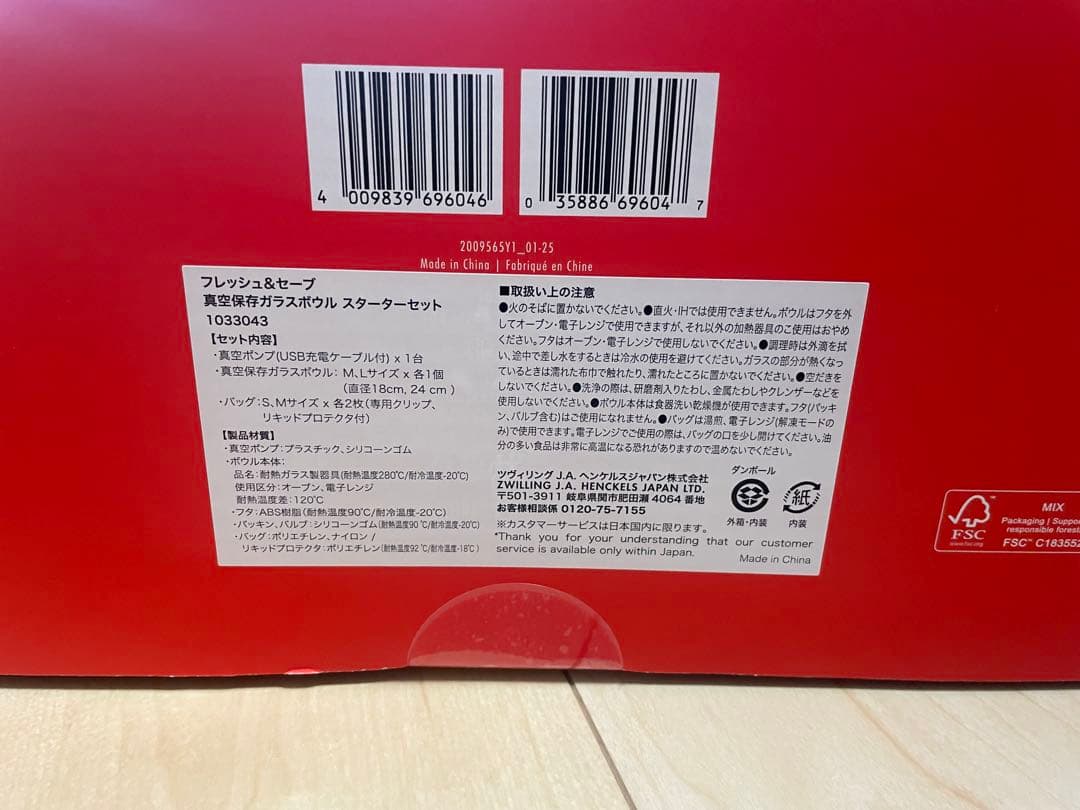 4 009839 696046
0 35886 69604 7
2009565Y1_01-25
Made in China | Fabriqué en Chine
フレッシュ&セーブ
真空保存ガラスボウル スターターセット
1033043
【セット内容】
・真空ポンプ(USB充電ケーブル付) x 1台
・真空保存ガラスボウル: M、Lサイズ x 各1個
(直径18cm, 24 cm )
・バッグ:S、Mサイズ x 各2枚(専用クリップ、
リキッドプロテクタ付)
【製品材質】
・真空ポンプ:プラスチック、シリコーンゴム
・ボウル本体:
品名:耐熱ガラス製器具(耐熱温度280℃/耐冷温度-20℃)
使用区分:オーブン、電子レンジ
耐熱温度差:120℃
・フタ:ABS樹脂(耐熱温度90℃/耐冷温度-20℃)
・パッキン、バルブ:シリコーンゴム(耐熱温度90℃/耐冷温度-20℃)
・バッグ:ポリエチレン、ナイロン /
リキッドプロテクタ:ポリエチレン(耐熱温度92℃/耐冷温度-18℃)
■取扱い上の注意
●火のそばに置かないでください。●直火・IHでは使用できません。ボウルはフタを外
してオーブン・電子レンジで使用できますが、それ以外の加熱器具のご使用はおやめ
ください。フタはオーブン・電子レンジで使用しないでください。●調理時は外滴を拭
い、途中で差し水をするときは冷水の使用を避けてください。ガラスの部分が熱くなっ
ているときは濡れた布巾で触れたり、濡れたところに置かないでください。●空だきを
しないでください。●洗浄の際は、研磨剤入りたわし、金属たわしやクレンザーなどを
使用しないでください。●ボウル本体は食器洗い乾燥機が使用できます。フタ(パッキ
ン、バルブ含む)はご使用になれません。●バッグは湯煎、電子レンジ(解凍モードの
み)で使用できます。電子レンジでご使用の際は、バッグの口を少し開けてください。油
分の多い食品は非常に高温になる恐れがありますので温めないでください。
ツヴィリング J.A. ヘンケルスジャパン株式会社
ZWILLING J.A. HENCKELS JAPAN LTD.
〒501-3911 岐阜県関市肥田瀬 4064 番地
お客様相談係 0120-75-7155
ダンボール
外箱・内装
紙
内装
※カスタマーサービスは日本国内に限ります。
*Thank you for your understanding that our customer
service is available only within Japan.
Made in China
FSC
www.fsc.org
MIX
Packaging | Suppo
responsible forest
FSC™ C183552